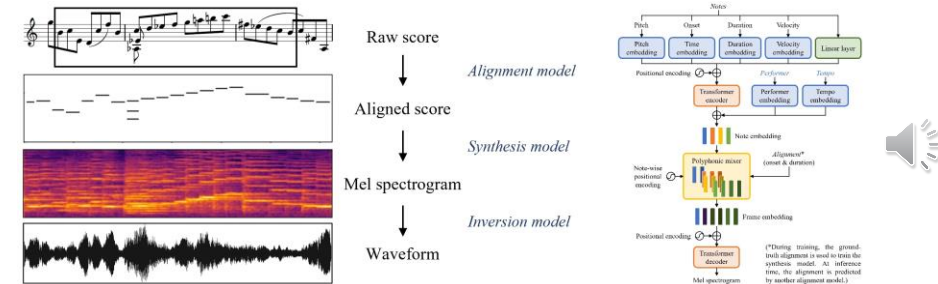 Raw score
Alignment model
Aligned score
Synthesis model
Mel spectrogram
Inversion model
Waveform
Notes
Pitch Onset Duration Velocity
Pitch embedding
Time embedding
Duration embedding
Velocity embedding
Linear layer
Positional encoding
Performer Tempo
Transformer encoder
Performer embedding
Tempo embedding
Note embedding
Polyphonic mixer
Alignment*
(onset & duration)
Note-wise
positional
encoding
Frame embedding
Positional encoding
Transformer decoder
Mel spectrogram
(*During training, the ground-
truth alignment is used to train the
synthesis model. At inference
time, the alignment is predicted
by another alignment model.)